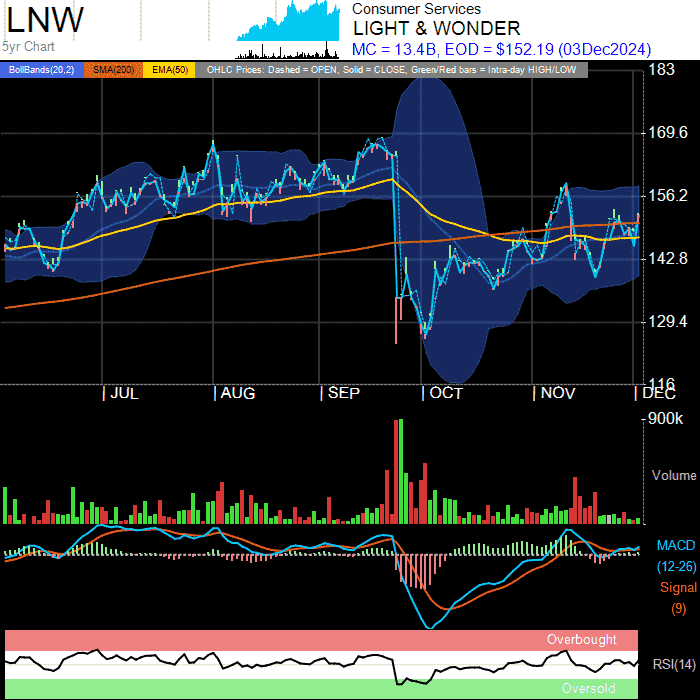 LNW
5yr Chart
Consumer Services
LIGHT & WONDER
MC = 13.4B, EOD = $152.19 (03Dec2024)
BollBands(20,2) SMA(200) EMA(50) OHLC Prices: Dashed = OPEN, Solid = CLOSE, Green/Red bars = Intra-day HIGH/LOW
183
169.6
156.2
142.8
129.4
116
JUL AUG SEP OCT NOV DEC
900k
Volume
MACD
(12-26)
Signal
(9)
Overbought
RSI(14)
Oversold